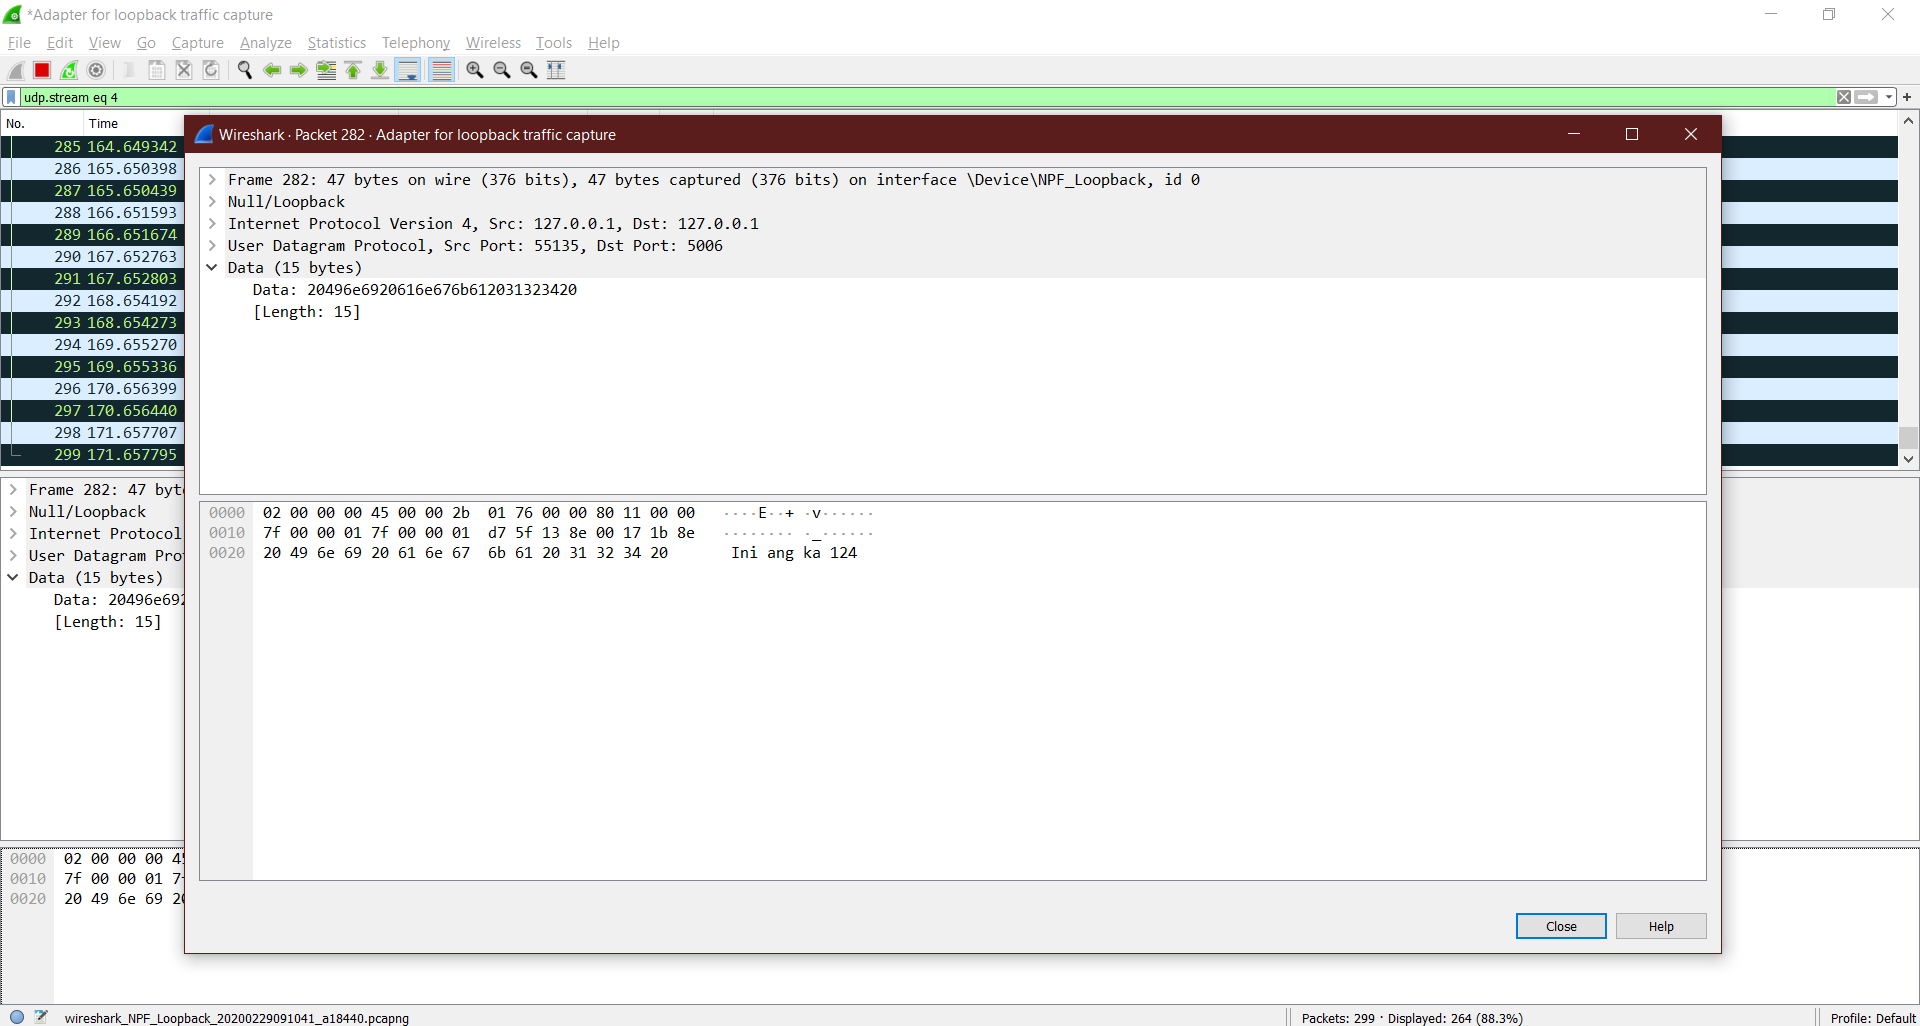 *Adapter for loopback traffic capture
File Edit View Go Capture Analyze Statistics Telephony Wireless Tools Help
udp.stream eq 4
No. Time
285 164.649342
286 165.650398
287 165.650439
288 166.651593
289 166.651674
290 167.652763
291 167.652803
292 168.654192
293 168.654273
294 169.655270
295 169.655336
296 170.656399
297 170.656440
298 171.657707
299 171.657795
Wireshark · Packet 282 · Adapter for loopback traffic capture
Frame 282: 47 bytes on wire (376 bits), 47 bytes captured (376 bits) on interface \Device\NPF_Loopback, id 0
Null/Loopback
Internet Protocol Version 4, Src: 127.0.0.1, Dst: 127.0.0.1
User Datagram Protocol, Src Port: 55135, Dst Port: 5006
Data (15 bytes)
Data: 20496e6920616e676b612031323420
[Length: 15]
0000 02 00 00 00 45 00 00 2b 01 76 00 00 80 11 00 00 ····E··+ ·v······
0010 7f 00 00 01 7f 00 00 01 d7 5f 13 8e 00 17 1b 8e ········ ·_······
0020 20 49 6e 69 20 61 6e 67 6b 61 20 31 32 34 20 Ini ang ka 124
Close Help
Frame 282: 47 byt
Null/Loopback
Internet Protocol
User Datagram Pro
Data (15 bytes)
Data: 20496e692
[Length: 15]
0000 02 00 00 00 45
0010 7f 00 00 01 7f
0020 20 49 6e 69 20
wireshark_NPF_Loopback_20200229091041_a18440.pcapng
Packets: 299 · Displayed: 264 (88.3%)
Profile: Default